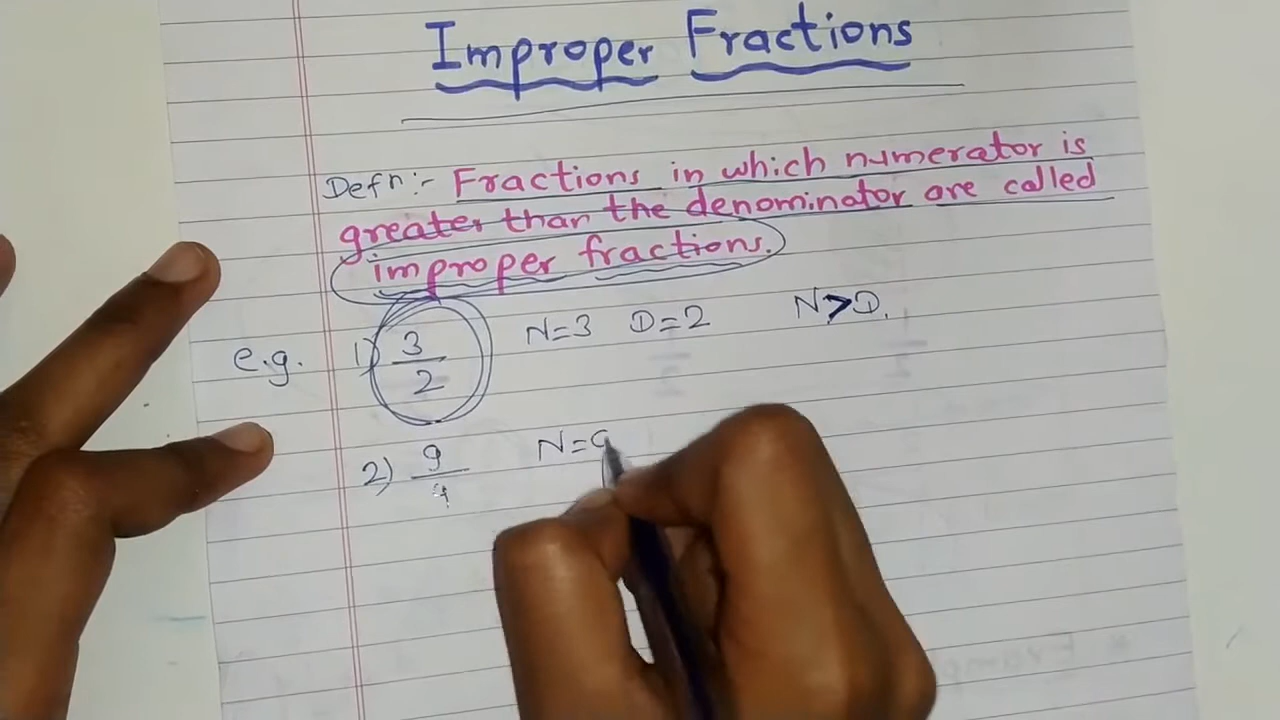 Improper Fractions
Defn:- Fractions in which numerator is
greater than the denominator are called
improper fractions.
e.g. 1) 3/2 N=3 D=2 N>D.
2) 9/4 N=9